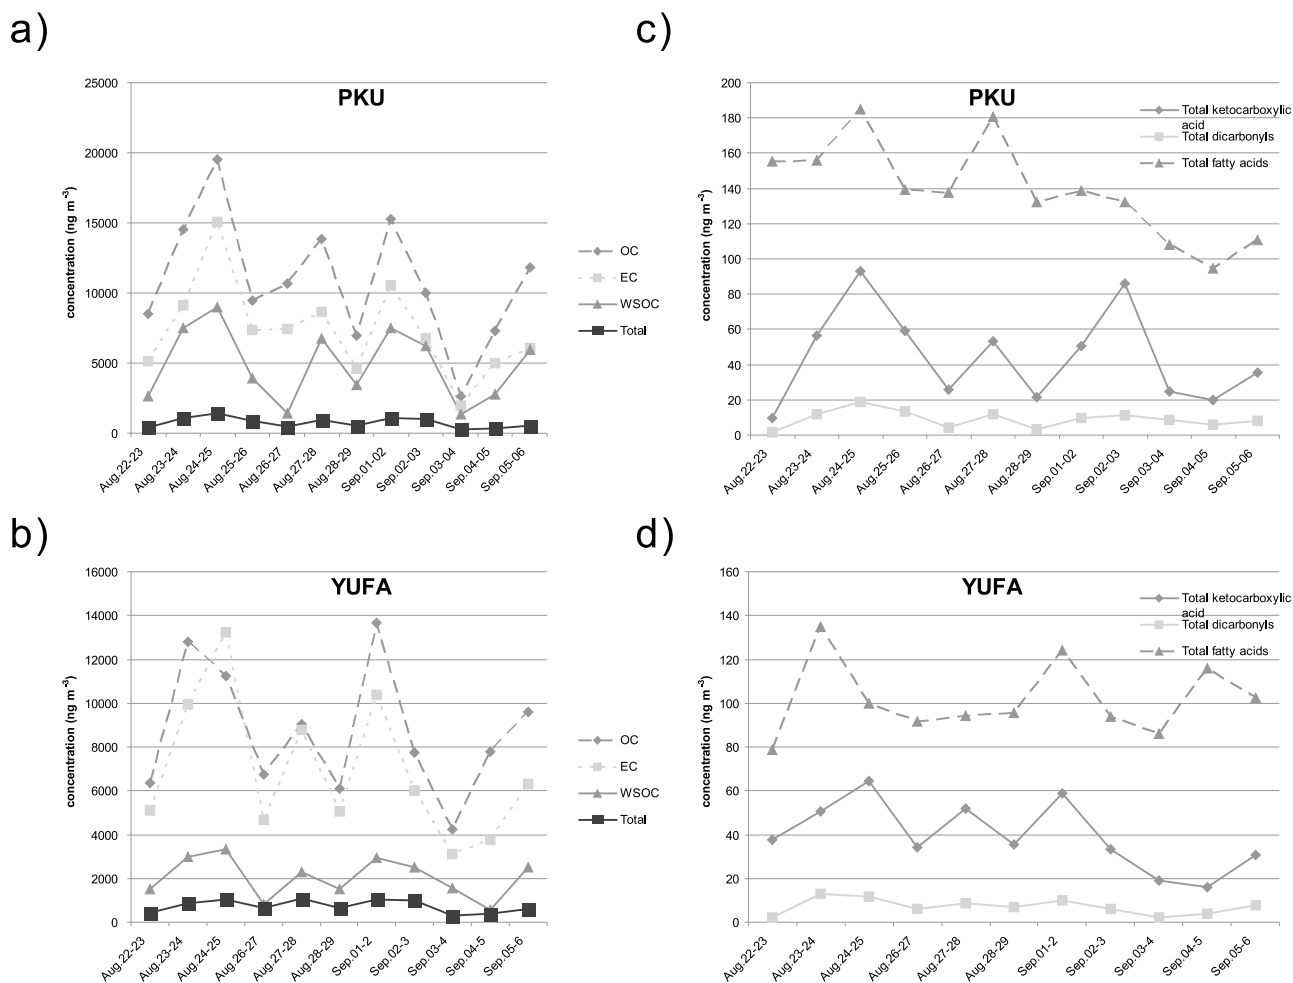 a)
PKU
concentration (ng m-3)
25000
20000
15000
10000
5000
0
Aug.22-23
Aug.23-24
Aug.24-25
Aug.25-26
Aug.26-27
Aug.27-28
Aug.28-29
Sep.01-02
Sep.02-03
Sep.03-04
Sep.04-05
Sep.05-06
OC
EC
WSOC
Total
c)
PKU
concentration (ng m-3)
200
180
160
140
120
100
80
60
40
20
0
Aug.22-23
Aug.23-24
Aug.24-25
Aug.25-26
Aug.26-27
Aug.27-28
Aug.28-29
Sep.01-02
Sep.02-03
Sep.03-04
Sep.04-05
Sep.05-06
Total ketocarboxylic
acid
Total dicarbonyls
Total fatty acids
b)
YUFA
concentration (ng m-3)
16000
14000
12000
10000
8000
6000
4000
2000
0
Aug.22-23
Aug.23-24
Aug.24-25
Aug.26-27
Aug.27-28
Aug.28-29
Sep.01-2
Sep.02-3
Sep.03-4
Sep.04-5
Sep.05-6
OC
EC
WSOC
Total
d)
YUFA
concentration (ng m-3)
160
140
120
100
80
60
40
20
0
Aug.22-23
Aug.23-24
Aug.24-25
Aug.26-27
Aug.27-28
Aug.28-29
Sep.01-2
Sep.02-3
Sep.03-4
Sep.04-5
Sep.05-6
Total ketocarboxylic
acid
Total dicarbonyls
Total fatty acids